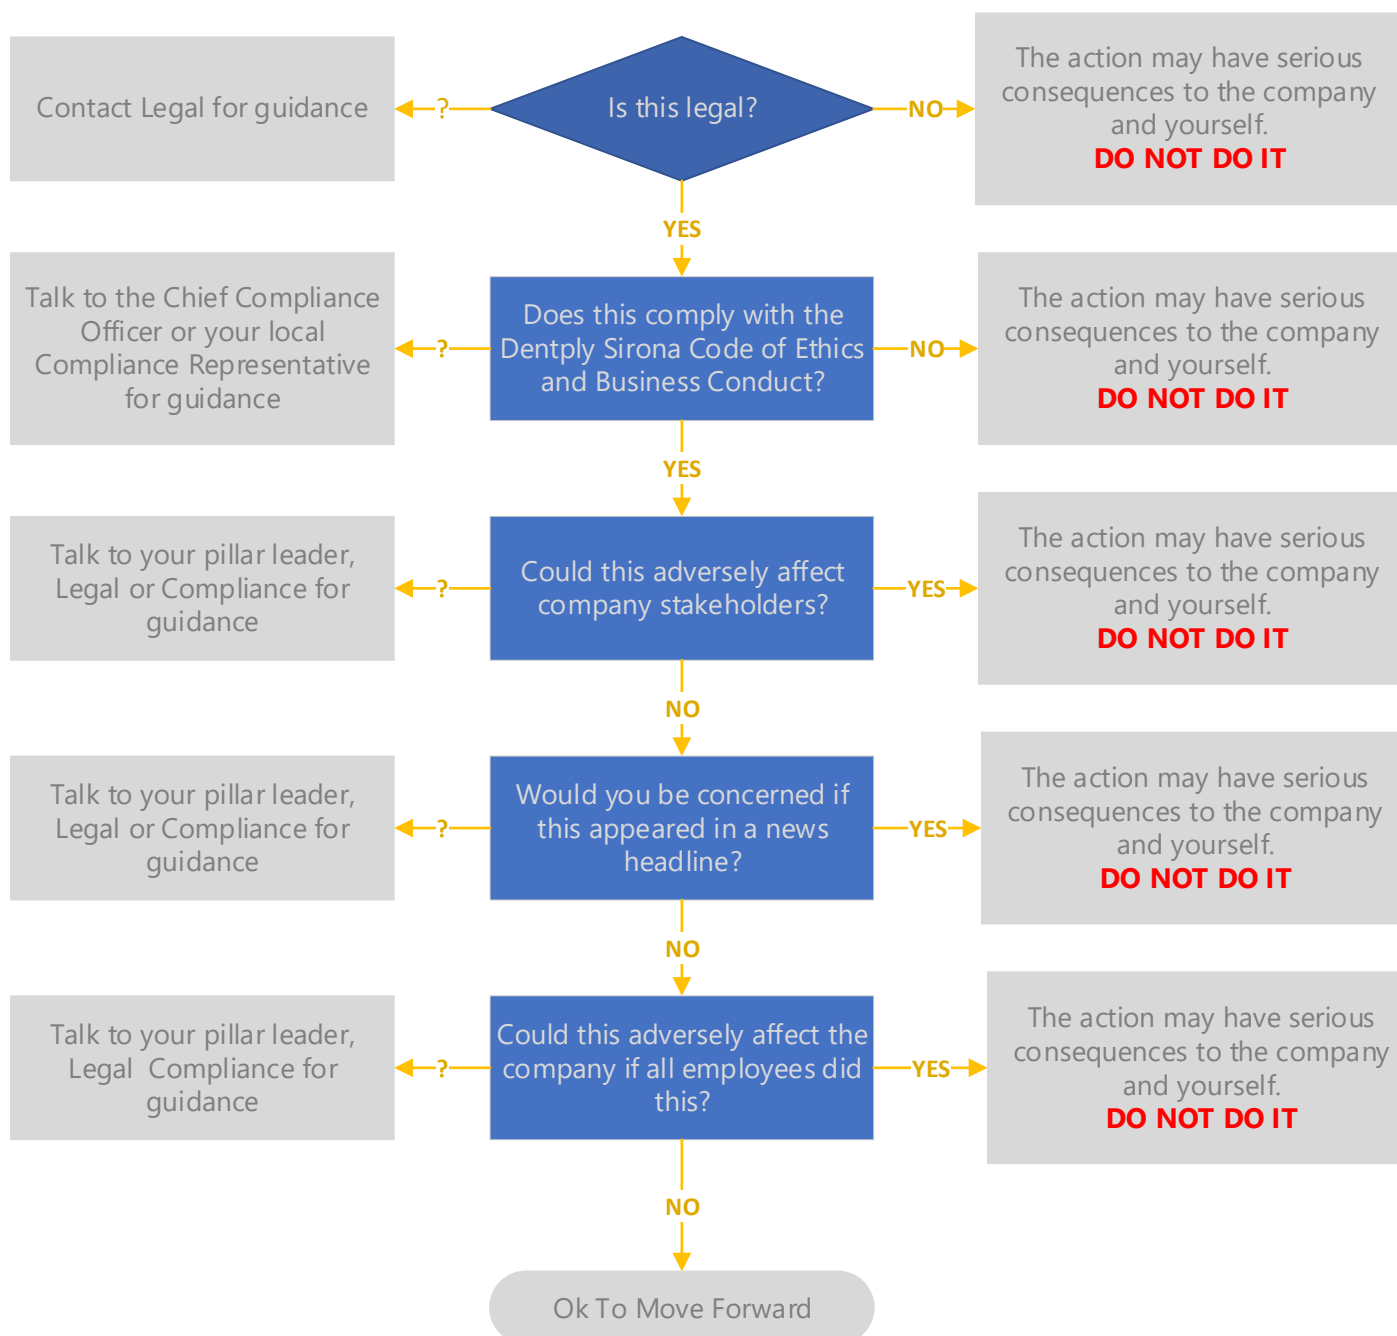 Contact Legal for guidance
?
Is this legal?
NO
The action may have serious
consequences to the company
and yourself.
DO NOT DO IT
YES
Talk to the Chief Compliance
Officer or your local
Compliance Representative
for guidance
?
Does this comply with the
Dentply Sirona Code of Ethics
and Business Conduct?
NO
The action may have serious
consequences to the company
and yourself.
DO NOT DO IT
YES
Talk to your pillar leader,
Legal or Compliance for
guidance
?
Could this adversely affect
company stakeholders?
YES
The action may have serious
consequences to the company
and yourself.
DO NOT DO IT
NO
Talk to your pillar leader,
Legal or Compliance for
guidance
?
Would you be concerned if
this appeared in a news
headline?
YES
The action may have serious
consequences to the company
and yourself.
DO NOT DO IT
NO
Talk to your pillar leader,
Legal  Compliance for
guidance
?
Could this adversely affect the
company if all employees did
this?
YES
The action may have serious
consequences to the company
and yourself.
DO NOT DO IT
NO
Ok To Move Forward